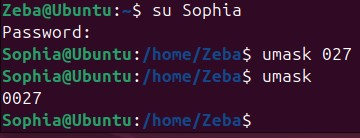 Zeba@Ubuntu:~$ su Sophia
Password:
Sophia@Ubuntu:/home/Zeba$ umask 027
Sophia@Ubuntu:/home/Zeba$ umask
0027
Sophia@Ubuntu:/home/Zeba$